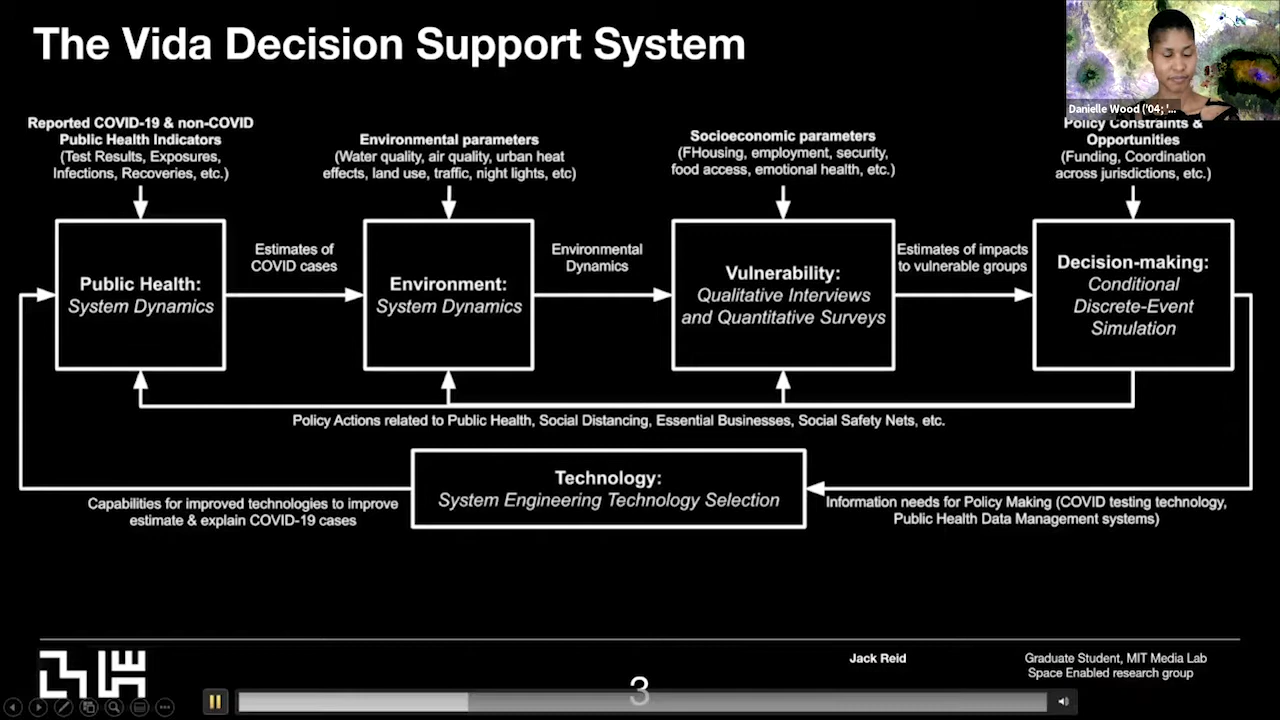 The Vida Decision Support System
Danielle Wood ('04; '...
Reported COVID-19 & non-COVID
Public Health Indicators
(Test Results, Exposures,
Infections, Recoveries, etc.)
Environmental parameters
(Water quality, air quality, urban heat
effects, land use, traffic, night lights, etc)
Socioeconomic parameters
(FHousing, employment, security,
food access, emotional health, etc.)
Policy Constraints &
Opportunities
(Funding, Coordination
across jurisdictions, etc.)
Public Health:
System Dynamics
Estimates of
COVID cases
Environment:
System Dynamics
Environmental
Dynamics
Vulnerability:
Qualitative Interviews
and Quantitative Surveys
Estimates of impacts
to vulnerable groups
Decision-making:
Conditional
Discrete-Event
Simulation
Policy Actions related to Public Health, Social Distancing, Essential Businesses, Social Safety Nets, etc.
Technology:
System Engineering Technology Selection
Capabilities for improved technologies to improve
estimate & explain COVID-19 cases
Information needs for Policy Making (COVID testing technology,
Public Health Data Management systems)
Jack Reid
Graduate Student, MIT Media Lab
Space Enabled research group
3